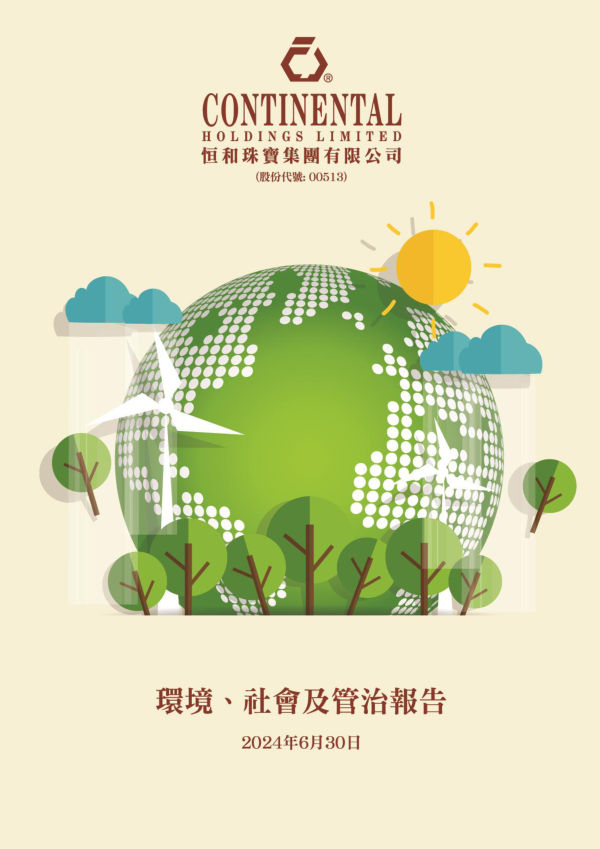 ®
CONTINENTAL
HOLDINGS LIMITED
恒和珠寶集團有限公司
(股份代號: 00513)
環境、社會及管治報告
2024年6月30日